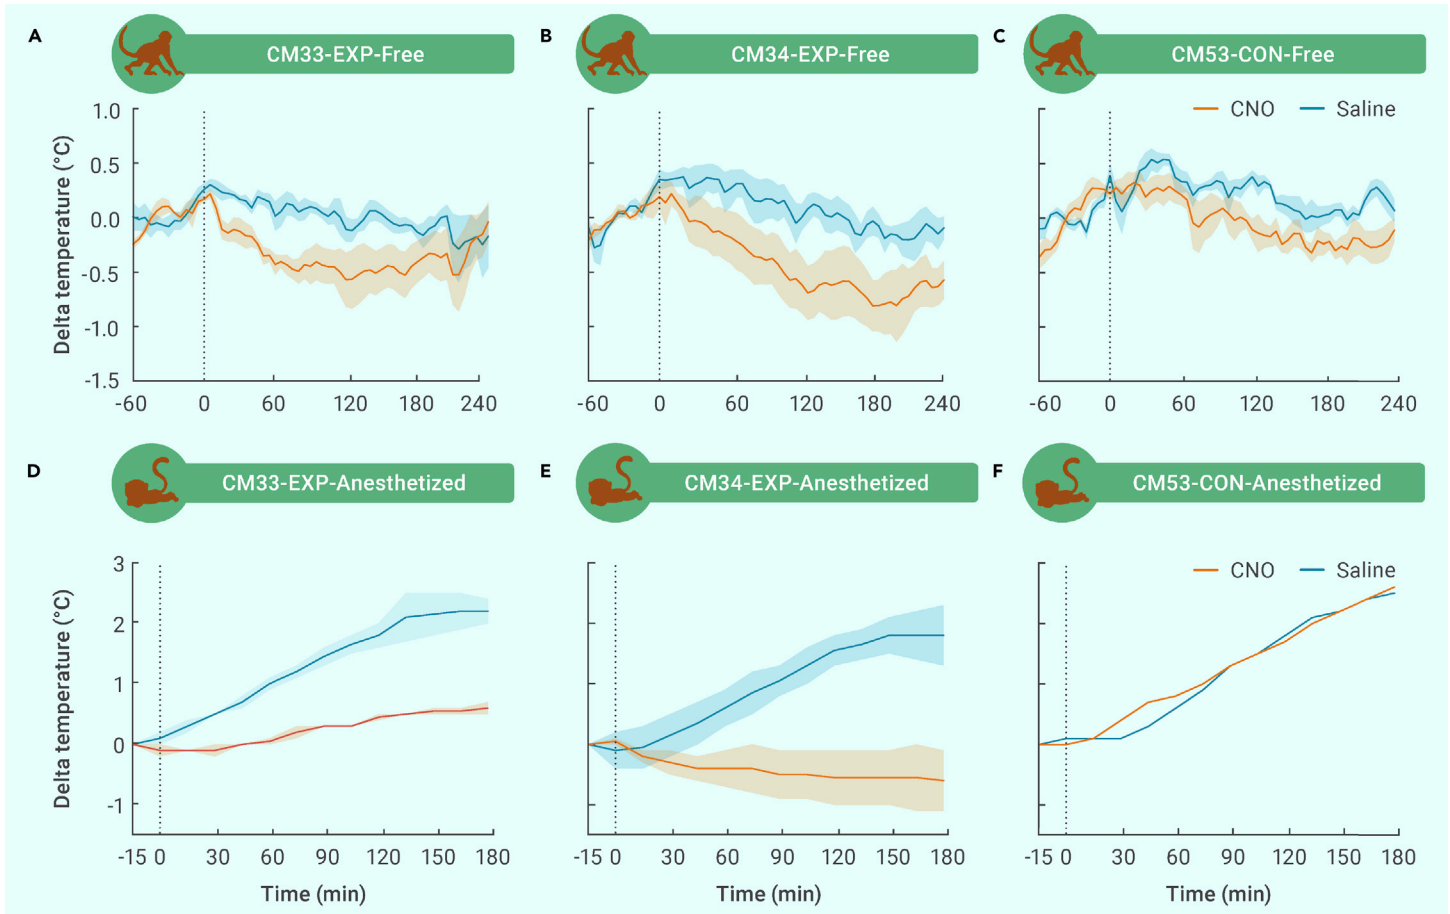 A
CM33-EXP-Free
B
CM34-EXP-Free
C
CM53-CON-Free
CNO
Saline
Delta temperature (°C)
1.0
0.5
0.0
-0.5
-1.0
-1.5
-60 0 60 120 180 240
-60 0 60 120 180 240
-60 0 60 120 180 240
D
CM33-EXP-Anesthetized
E
CM34-EXP-Anesthetized
F
CM53-CON-Anesthetized
CNO
Saline
Delta temperature (°C)
3
2
1
0
-1
-15 0 30 60 90 120 150 180
-15 0 30 60 90 120 150 180
-15 0 30 60 90 120 150 180
Time (min)
Time (min)
Time (min)